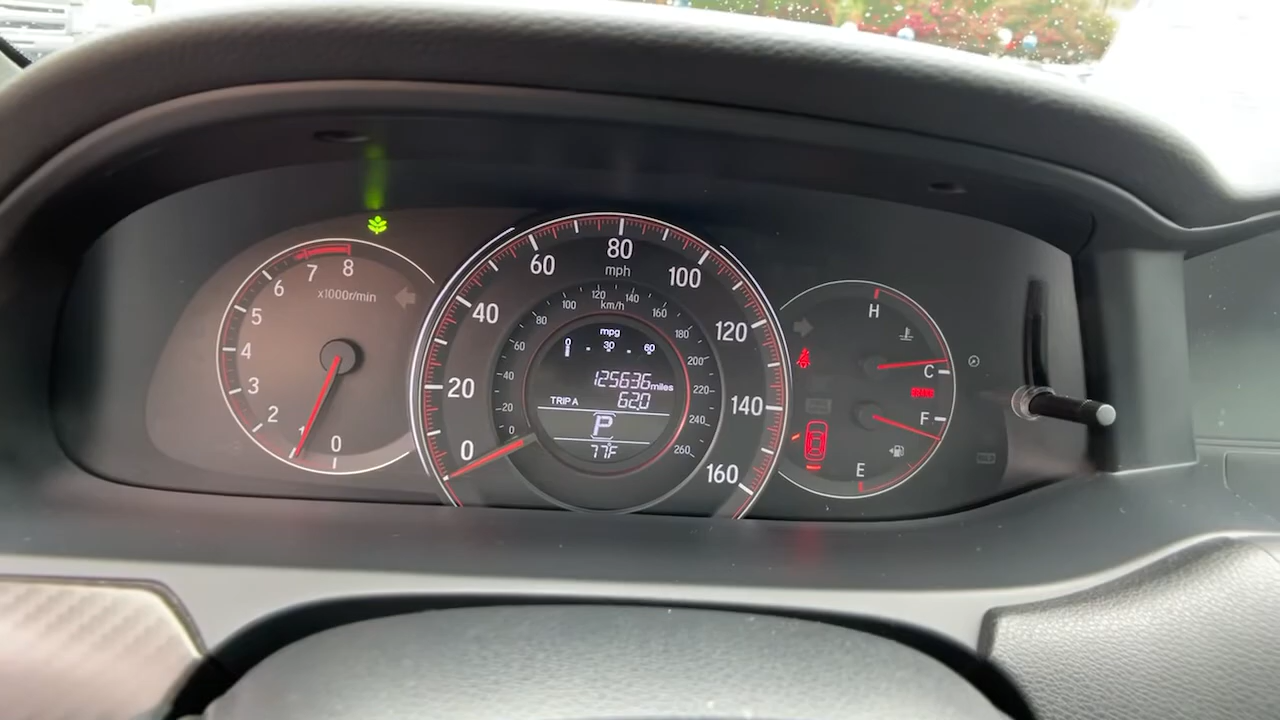 8
7
6
5
4
3
2
1
0
x1000r/min
0
20
40
60
80
100
120
140
160
mph
0
20
40
60
80
100
120
140
160
180
200
220
240
260
km/h
mpg
0 - 30 - 60
125636 miles
TRIP A 62.0
P
77°F
H
C
F
E